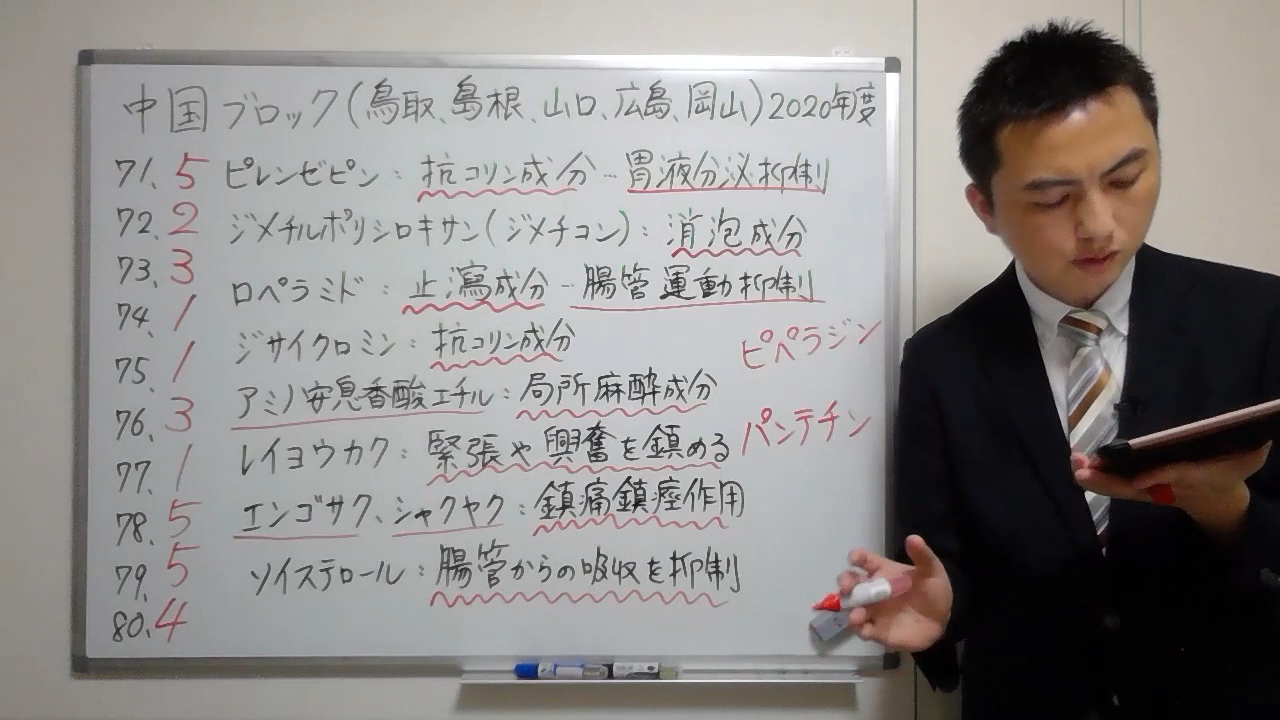 中国ブロック(鳥取、島根、山口、広島、岡山)2020年度
71. 5 ピレンゼピン: 抗コリン成分…胃液分泌抑制
72. 2 ジメチルポリシロキサン(ジメチコン): 消泡成分
73. 3 ロペラミド: 止瀉成分…腸管運動抑制
74. 1 ジサイクロミン: 抗コリン成分
ピペラジン
75. 1 アミノ安息香酸エチル: 局所麻酔成分
76. 3
パンテチン
77. 1 レイヨウカク: 緊張や興奮を鎮める
78. 5 エンゴサク、シャクヤク: 鎮痛鎮痙作用
79. 5 ソイステロール: 腸管からの吸収を抑制
80. 4